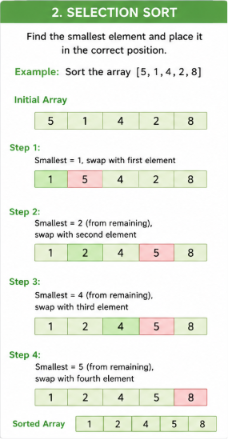 2. SELECTION SORT
Find the smallest element and place it
in the correct position.
Example: Sort the array [5, 1, 4, 2, 8]
Initial Array
5 1 4 2 8
Step 1:
Smallest = 1, swap with first element
1 5 4 2 8
Step 2:
Smallest = 2 (from remaining),
swap with second element
1 2 4 5 8
Step 3:
Smallest = 4 (from remaining),
swap with third element
1 2 4 5 8
Step 4:
Smallest = 5 (from remaining),
swap with fourth element
1 2 4 5 8
Sorted Array 1 2 4 5 8